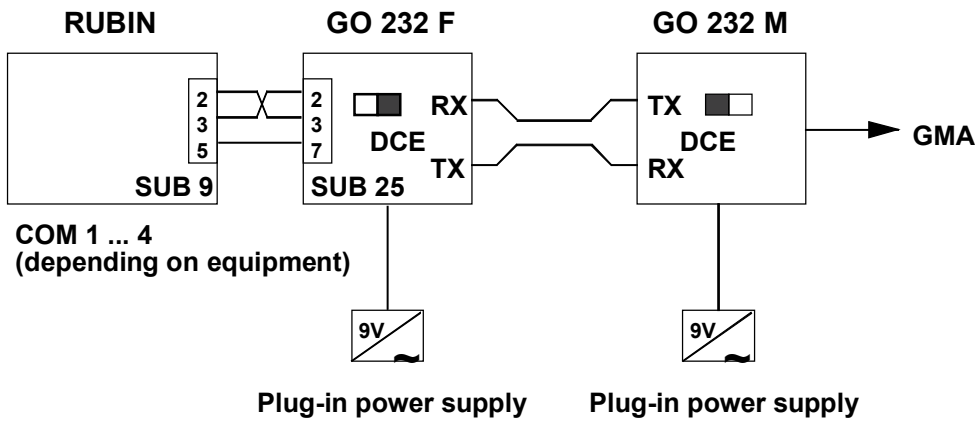 RUBIN
GO 232 F
GO 232 M
2
3
5
SUB 9
2
3
7
SUB 25
DCE
RX
TX
TX
RX
DCE
GMA
COM 1 ... 4
(depending on equipment)
9V
~
9V
~
Plug-in power supply
Plug-in power supply